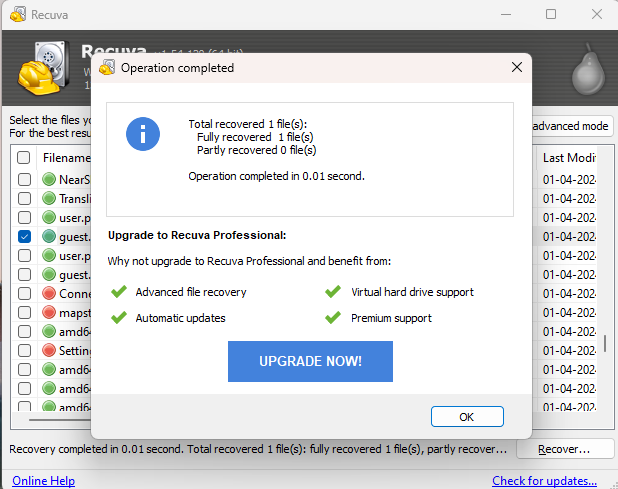 Recuva
Recuva v1.54.120 (64-bit)
Operation completed
Select the files yo
For the best resu
advanced mode
Total recovered 1 file(s):
Fully recovered 1 file(s)
Partly recovered 0 file(s)
Operation completed in 0.01 second.
Upgrade to Recuva Professional:
Why not upgrade to Recuva Professional and benefit from:
Advanced file recovery
Virtual hard drive support
Automatic updates
Premium support
UPGRADE NOW!
OK
Filename
Last Modif
NearS
01-04-202
Transli
01-04-202
user.p
01-04-202
guest.
01-04-202
user.p
01-04-202
guest.
01-04-202
Conne
01-04-202
mapst
01-04-202
amd64
01-04-202
Setting
01-04-202
amd64
01-04-202
amd64
01-04-202
amd64
01-04-202
Recovery completed in 0.01 second. Total recovered 1 file(s): fully recovered 1 file(s), partly recover...
Recover...
Online Help
Check for updates...